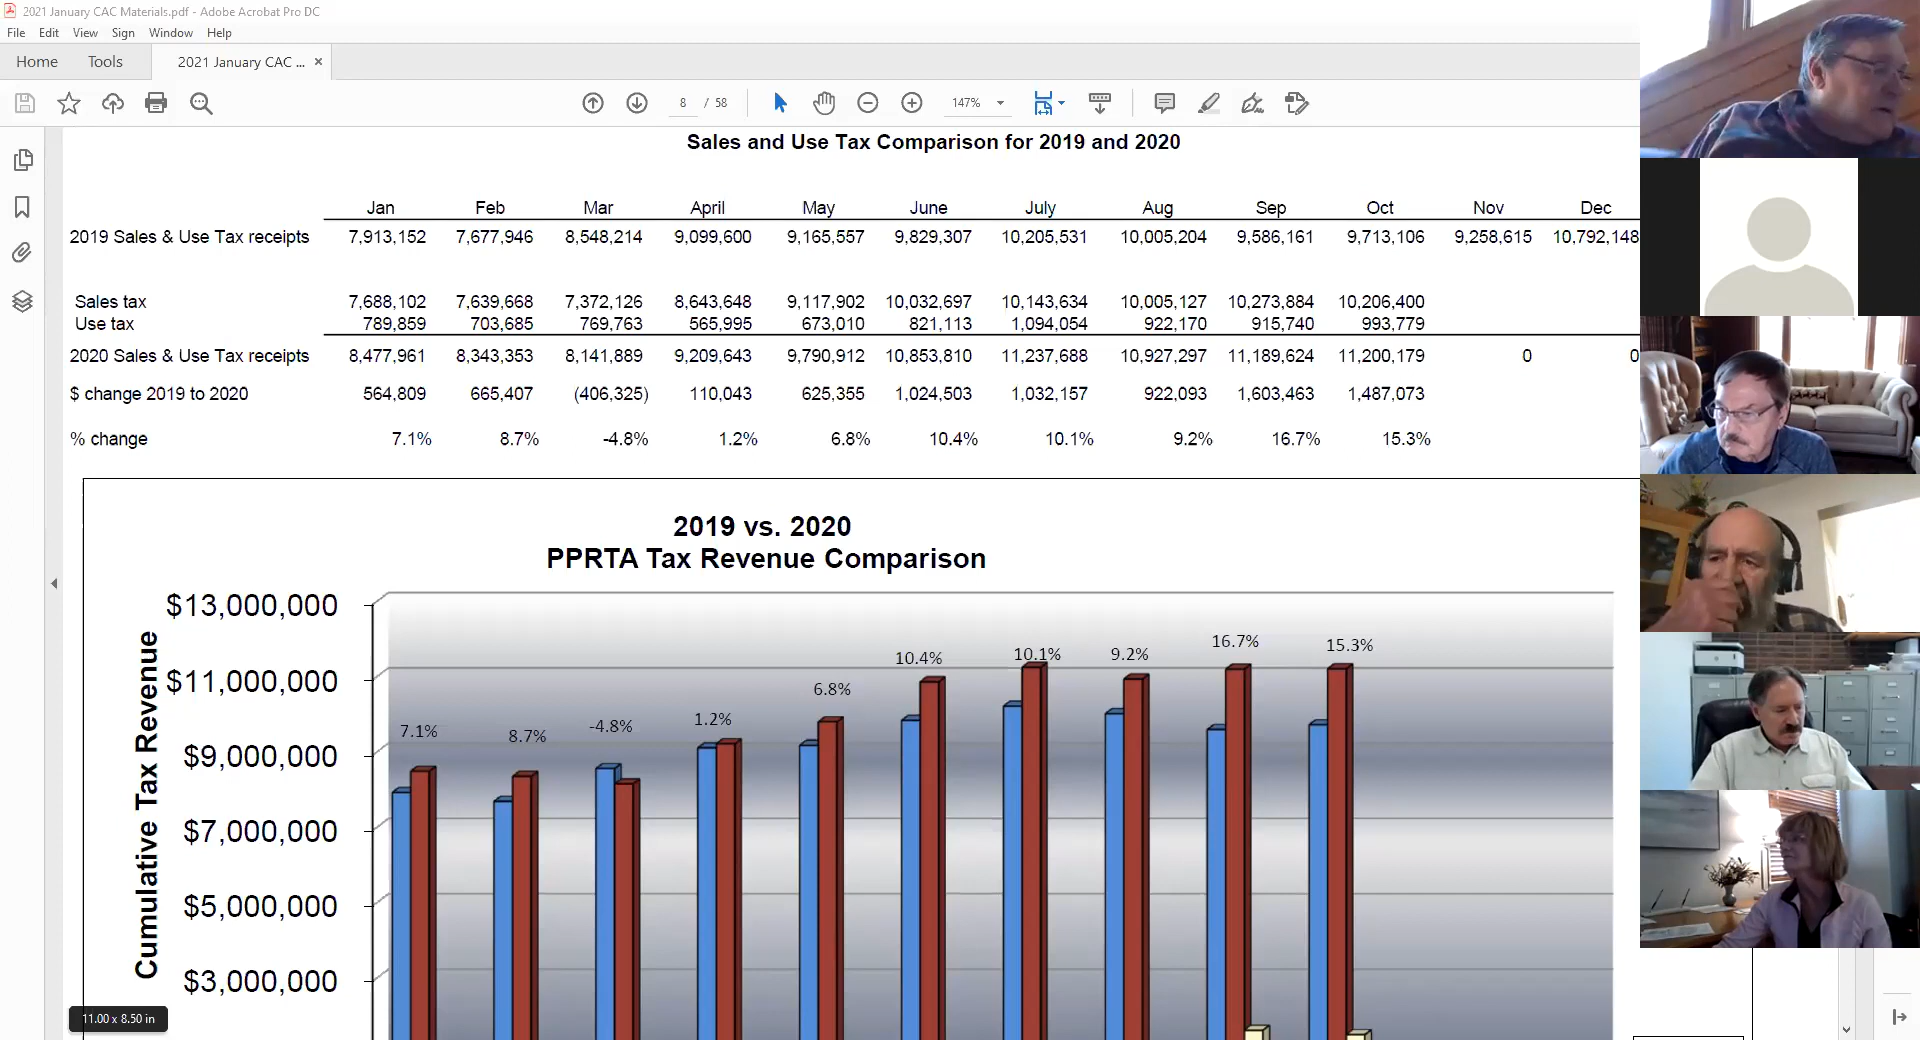 2021 January CAC Materials.pdf - Adobe Acrobat Pro DC
File Edit View Sign Window Help
Home Tools 2021 January CAC ... ×
8 / 58 147%
Sales and Use Tax Comparison for 2019 and 2020
Jan Feb Mar April May June July Aug Sep Oct Nov Dec
2019 Sales & Use Tax receipts 7,913,152 7,677,946 8,548,214 9,099,600 9,165,557 9,829,307 10,205,531 10,005,204 9,586,161 9,713,106 9,258,615 10,792,148
Sales tax 7,688,102 7,639,668 7,372,126 8,643,648 9,117,902 10,032,697 10,143,634 10,005,127 10,273,884 10,206,400
Use tax 789,859 703,685 769,763 565,995 673,010 821,113 1,094,054 922,170 915,740 993,779
2020 Sales & Use Tax receipts 8,477,961 8,343,353 8,141,889 9,209,643 9,790,912 10,853,810 11,237,688 10,927,297 11,189,624 11,200,179 0 0
$ change 2019 to 2020 564,809 665,407 (406,325) 110,043 625,355 1,024,503 1,032,157 922,093 1,603,463 1,487,073
% change 7.1% 8.7% -4.8% 1.2% 6.8% 10.4% 10.1% 9.2% 16.7% 15.3%
2019 vs. 2020
PPRTA Tax Revenue Comparison
Cumulative Tax Revenue
$13,000,000
$11,000,000
$9,000,000
$7,000,000
$5,000,000
$3,000,000
7.1% 8.7% -4.8% 1.2% 6.8% 10.4% 10.1% 9.2% 16.7% 15.3%
11.00 x 8.50 in